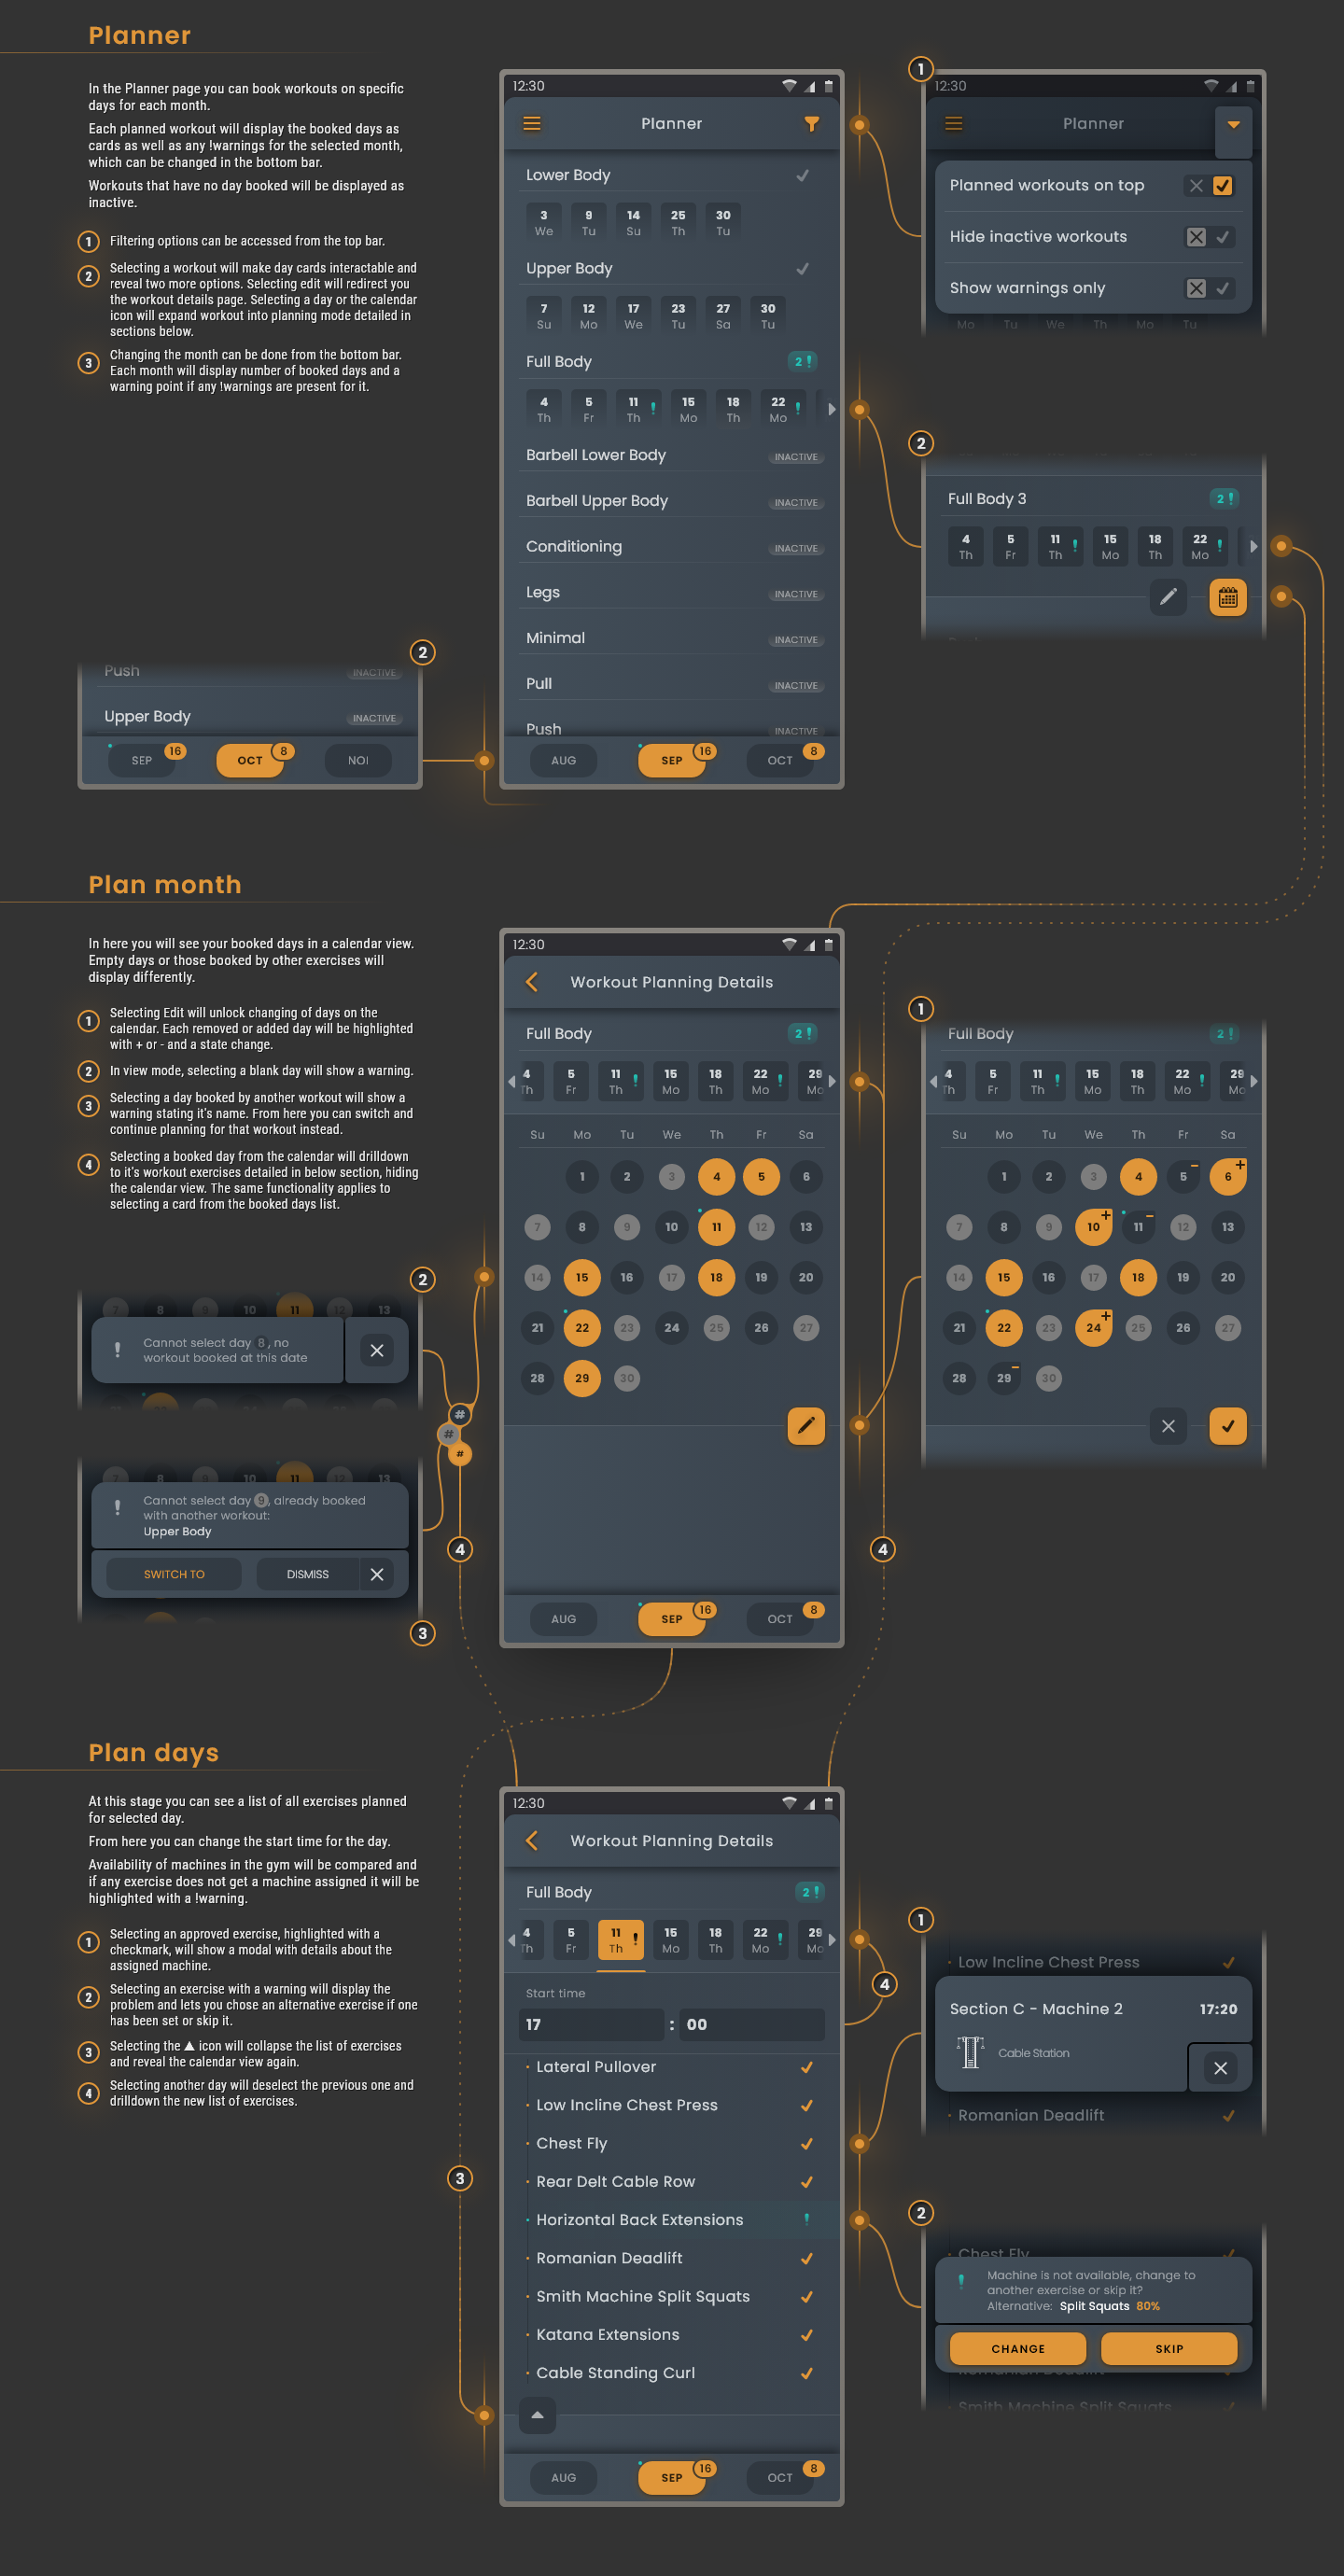 Planner
In the Planner page you can book workouts on specific
days for each month.
Each planned workout will display the booked days as
cards as well as any !warnings for the selected month,
which can be changed in the bottom bar.
Workouts that have no day booked will be displayed as
inactive.
1 Filtering options can be accessed from the top bar.
2 Selecting a workout will make day cards interactable and
reveal two more options. Selecting edit will redirect you
the workout details page. Selecting a day or the calendar
icon will expand workout into planning mode detailed in
sections below.
3 Changing the month can be done from the bottom bar.
Each month will display number of booked days and a
warning point if any !warnings are present for it.
2
Push INACTIVE
Upper Body INACTIVE
SEP 16 OCT 8 NOI
12:30
Planner
Lower Body
3 9 14 25 30
We Tu Su Th Tu
Upper Body
7 12 17 23 27 30
Su Mo We Tu Sa Tu
Full Body 2 !
4 5 11 ! 15 18 22 !
Th Fr Th Mo Th Mo
Barbell Lower Body INACTIVE
Barbell Upper Body INACTIVE
Conditioning INACTIVE
Legs INACTIVE
Minimal INACTIVE
Pull INACTIVE
Push INACTIVE
AUG SEP 16 OCT 8
1
12:30
Planner
Planned workouts on top
Hide inactive workouts
Show warnings only
Mo Tu We Th Mo Tu
2
Full Body 3 2 !
4 5 11 ! 15 18 22 !
Th Fr Th Mo Th Mo
Plan month
In here you will see your booked days in a calendar view.
Empty days or those booked by other exercises will
display differently.
1 Selecting Edit will unlock changing of days on the
calendar. Each removed or added day will be highlighted
with + or - and a state change.
2 In view mode, selecting a blank day will show a warning.
3 Selecting a day booked by another workout will show a
warning stating it's name. From here you can switch and
continue planning for that workout instead.
4 Selecting a booked day from the calendar will drilldown
to it's workout exercises detailed in below section, hiding
the calendar view. The same functionality applies to
selecting a card from the booked days list.
2
7 8 9 10 11 12 13
! Cannot select day 8, no
workout booked at this date
#
#
#
7 8 9 10 11 12 13
! Cannot select day 9, already booked
with another workout:
Upper Body
SWITCH TO DISMISS
3
4
12:30
Workout Planning Details
Full Body 2 !
4 5 11 ! 15 18 22 ! 29
Th Fr Th Mo Th Mo Mo
Su Mo Tu We Th Fr Sa
1 2 3 4 5 6
7 8 9 10 11 12 13
14 15 16 17 18 19 20
21 22 23 24 25 26 27
28 29 30
AUG SEP 16 OCT 8
4
1
Full Body 2 !
4 5 11 ! 15 18 22 ! 29
Th Fr Th Mo Th Mo Mo
Su Mo Tu We Th Fr Sa
1 2 3 4 5 - 6 +
7 8 9 10 + 11 - 12 13
14 15 16 17 18 19 20
21 22 23 24 + 25 26 27
28 29 - 30
Plan days
At this stage you can see a list of all exercises planned
for selected day.
From here you can change the start time for the day.
Availability of machines in the gym will be compared and
if any exercise does not get a machine assigned it will be
highlighted with a !warning.
1 Selecting an approved exercise, highlighted with a
checkmark, will show a modal with details about the
assigned machine.
2 Selecting an exercise with a warning will display the
problem and lets you chose an alternative exercise if one
has been set or skip it.
3 Selecting the ▲ icon will collapse the list of exercises
and reveal the calendar view again.
4 Selecting another day will deselect the previous one and
drilldown the new list of exercises.
3
12:30
Workout Planning Details
Full Body 2 !
4 5 11 ! 15 18 22 ! 29
Th Fr Th Mo Th Mo Mo
Start time
17 : 00
Lateral Pullover
Low Incline Chest Press
Chest Fly
Rear Delt Cable Row
Horizontal Back Extensions !
Romanian Deadlift
Smith Machine Split Squats
Katana Extensions
Cable Standing Curl
AUG SEP 16 OCT 8
4
1
Low Incline Chest Press
Section C - Machine 2 17:20
Cable Station
Romanian Deadlift
2
Chest Fly
! Machine is not available, change to
another exercise or skip it?
Alternative: Split Squats 80%
CHANGE SKIP
Romanian Deadlift
Smith Machine Split Squats